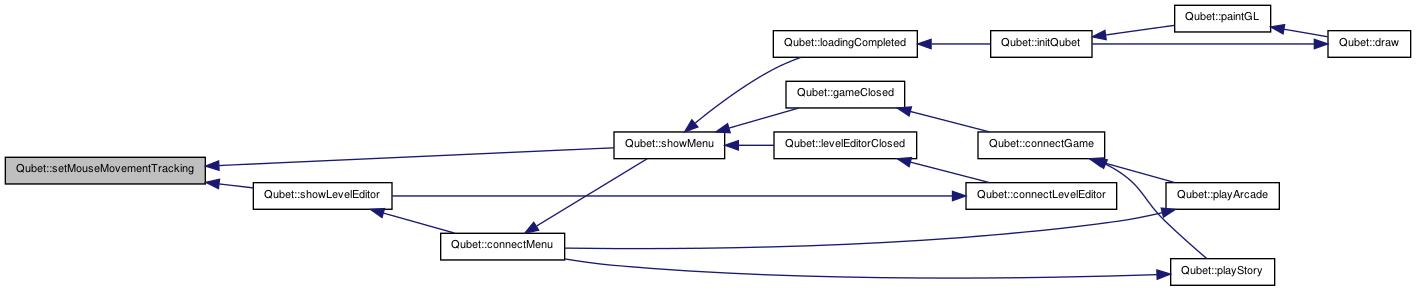 Qubet::paintGL
Qubet::loadingCompleted
Qubet::initQubet
Qubet::draw
Qubet::gameClosed
Qubet::showMenu
Qubet::levelEditorClosed
Qubet::connectGame
Qubet::setMouseMovementTracking
Qubet::showLevelEditor
Qubet::connectLevelEditor
Qubet::playArcade
Qubet::connectMenu
Qubet::playStory